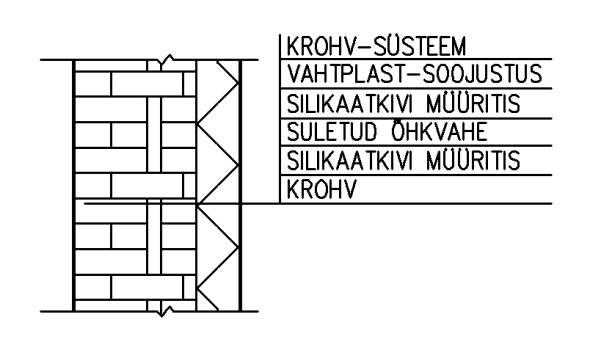 KROHV-SÜSTEEM
VAHTPLAST-SOOJUSTUS
SILIKAATKIVI MÜÜRITIS
SULETUD ÕHKVAHE
SILIKAATKIVI MÜÜRITIS
KROHV